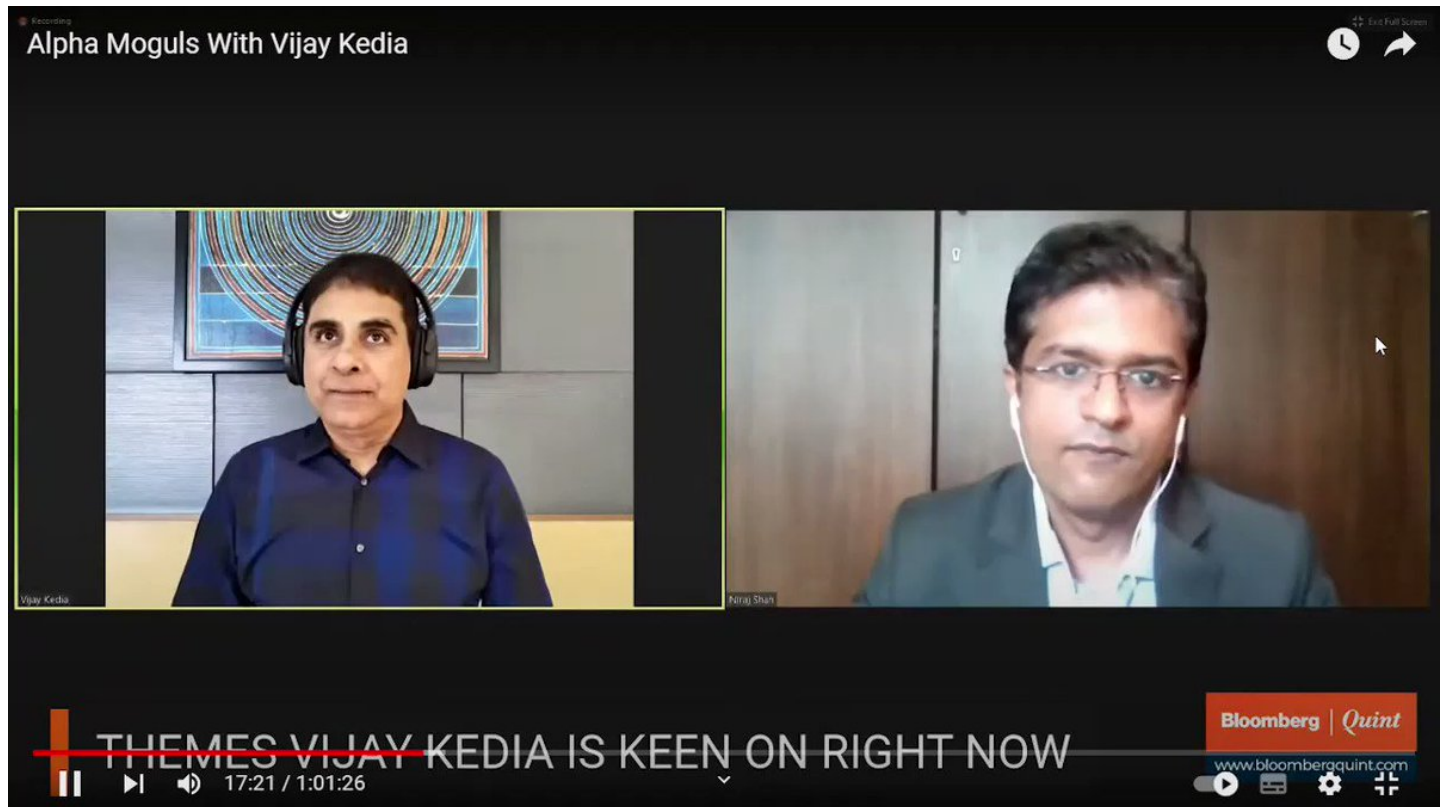 Recording
Exit Full Screen
Alpha Moguls With Vijay Kedia
Vijay Kedia
Niraj Shah
Bloomberg | Quint
THEMES VIJAY KEDIA IS KEEN ON RIGHT NOW
www.bloombergquint.com
17:21 / 1:01:26